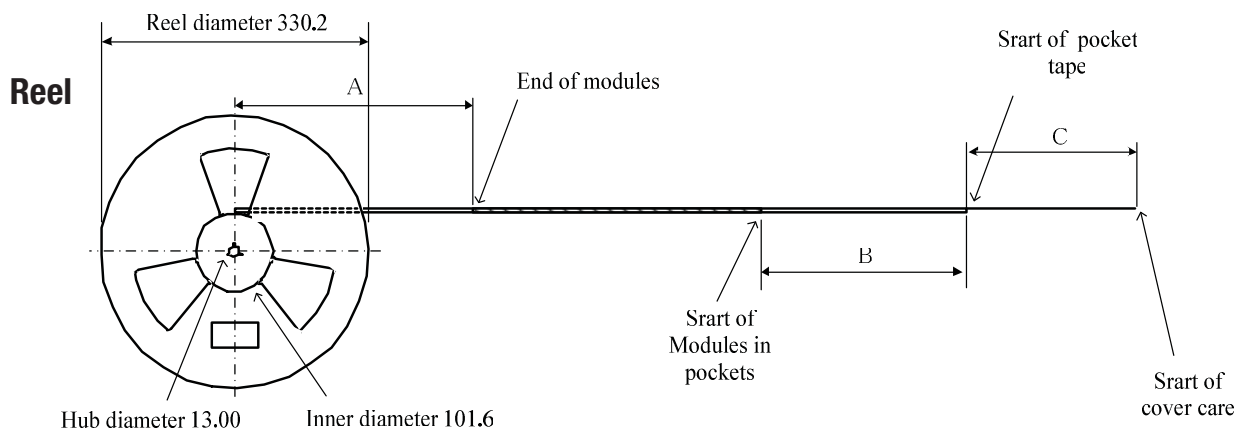 Reel diameter 330.2
Reel
A
End of modules
Srart of pocket
tape
C
B
Srart of
Modules in
pockets
Srart of
cover care
Hub diameter 13.00
Inner diameter 101.6